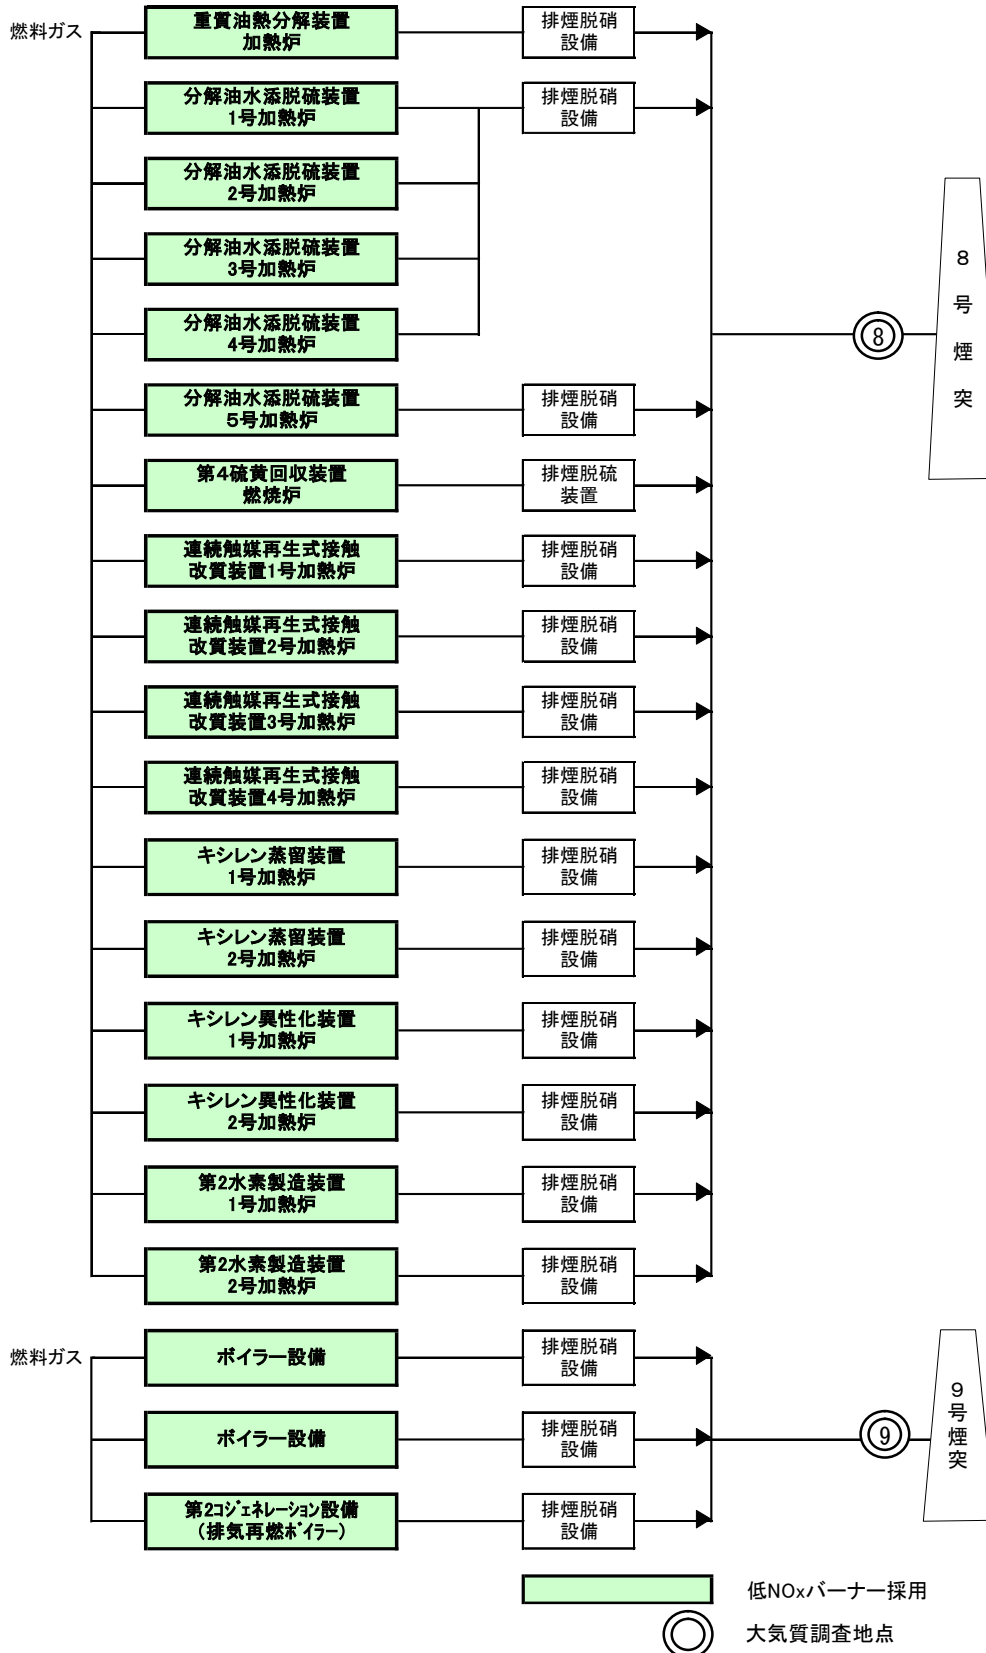 燃料ガス
重質油熱分解装置
加熱炉
排煙脱硝
設備
分解油水添脱硫装置
1号加熱炉
排煙脱硝
設備
分解油水添脱硫装置
2号加熱炉
分解油水添脱硫装置
3号加熱炉
分解油水添脱硫装置
4号加熱炉
分解油水添脱硫装置
5号加熱炉
排煙脱硝
設備
第4硫黄回収装置
燃焼炉
排煙脱硫
装置
連続触媒再生式接触
改質装置1号加熱炉
排煙脱硝
設備
連続触媒再生式接触
改質装置2号加熱炉
排煙脱硝
設備
連続触媒再生式接触
改質装置3号加熱炉
排煙脱硝
設備
連続触媒再生式接触
改質装置4号加熱炉
排煙脱硝
設備
キシレン蒸留装置
1号加熱炉
排煙脱硝
設備
キシレン蒸留装置
2号加熱炉
排煙脱硝
設備
キシレン異性化装置
1号加熱炉
排煙脱硝
設備
キシレン異性化装置
2号加熱炉
排煙脱硝
設備
第2水素製造装置
1号加熱炉
排煙脱硝
設備
第2水素製造装置
2号加熱炉
排煙脱硝
設備
⑧
8号煙突
燃料ガス
ボイラー設備
排煙脱硝
設備
ボイラー設備
排煙脱硝
設備
第2ｺｼﾞｪﾈﾚｰｼｮﾝ設備
(排気再燃ﾎﾞｲﾗｰ)
排煙脱硝
設備
⑨
9号煙突
低NOxバーナー採用
大気質調査地点